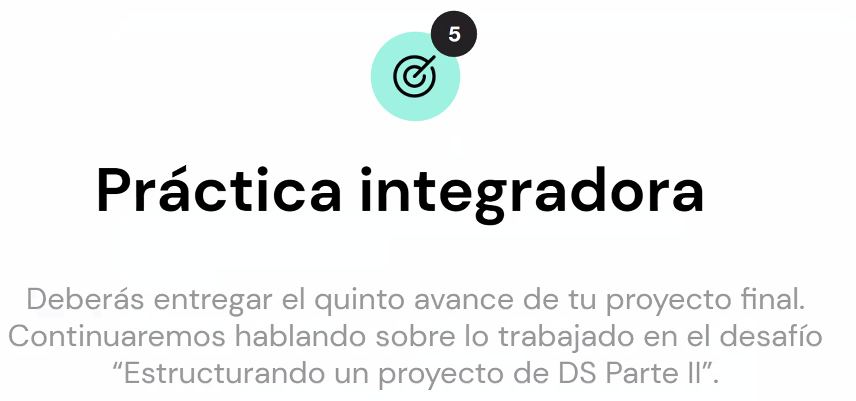 5
Práctica integradora
Deberás entregar el quinto avance de tu proyecto final.
Continuaremos hablando sobre lo trabajado en el desafío
“Estructurando un proyecto de DS Parte II”.